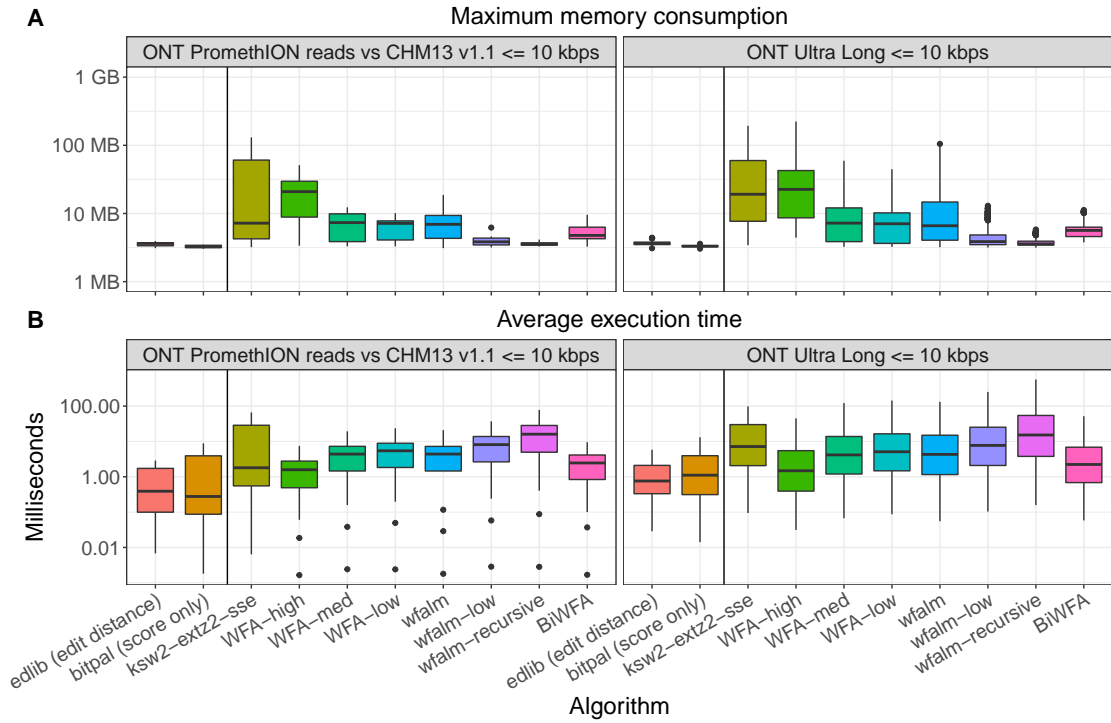 A
Maximum memory consumption
ONT PromethION reads vs CHM13 v1.1 <= 10 kbps
ONT Ultra Long <= 10 kbps
1 GB
100 MB
10 MB
1 MB
B
Average execution time
ONT PromethION reads vs CHM13 v1.1 <= 10 kbps
ONT Ultra Long <= 10 kbps
Milliseconds
100.00
1.00
0.01
edlib (edit distance)
bitpal (score only)
ksw2−extz2−sse
WFA−high
WFA−med
WFA−low
wfalm
wfalm−low
wfalm−recursive
BiWFA
edlib (edit distance)
bitpal (score only)
ksw2−extz2−sse
WFA−high
WFA−med
WFA−low
wfalm
wfalm−low
wfalm−recursive
BiWFA
Algorithm